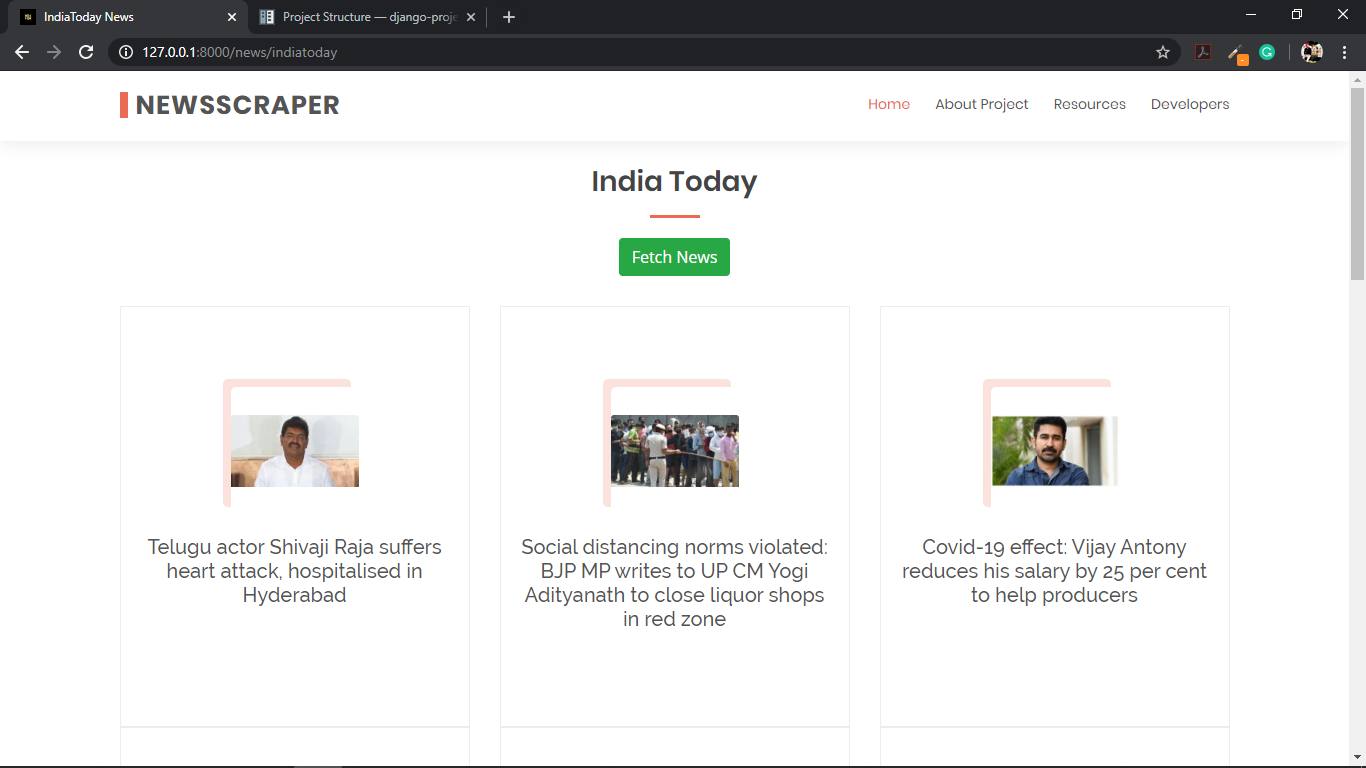 IndiaToday News
Project Structure — django-proje
127.0.0.1:8000/news/indiatoday
NEWSSCRAPER
Home About Project Resources Developers
India Today
Fetch News
Telugu actor Shivaji Raja suffers
heart attack, hospitalised in
Hyderabad
Social distancing norms violated:
BJP MP writes to UP CM Yogi
Adityanath to close liquor shops
in red zone
Covid-19 effect: Vijay Antony
reduces his salary by 25 per cent
to help producers